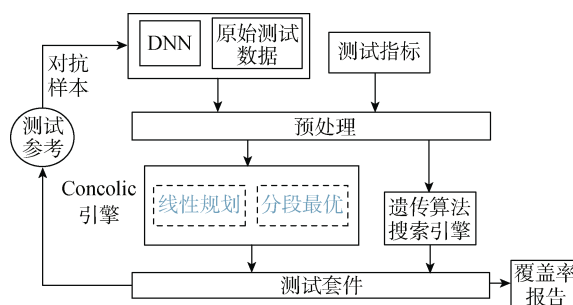 DNN
原始测试
数据
测试指标
对抗
样本
预处理
测试
参考
Concolic
引擎
线性规划
分段最优
遗传算法
搜索引擎
测试套件
覆盖率
报告